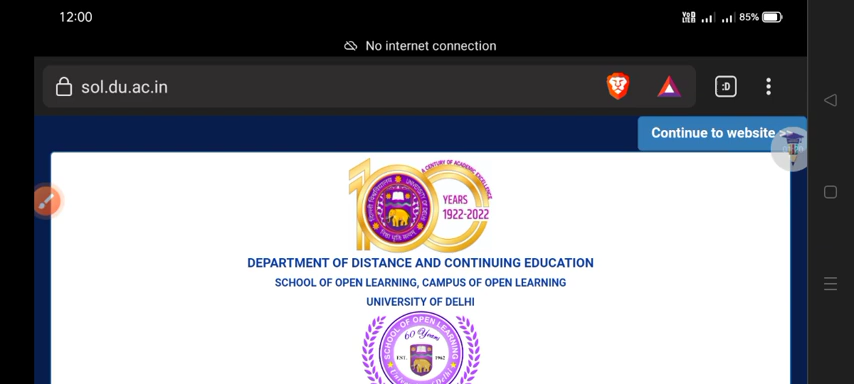 12:00
Vo) LTE 85%
No internet connection
sol.du.ac.in
:D
Continue to website >>
A CENTURY OF ACADEMIC EXCELLENCE
YEARS
1922-2022
DEPARTMENT OF DISTANCE AND CONTINUING EDUCATION
SCHOOL OF OPEN LEARNING, CAMPUS OF OPEN LEARNING
UNIVERSITY OF DELHI
SCHOOL OF OPEN LEARNING
60 Years
EST. 1962